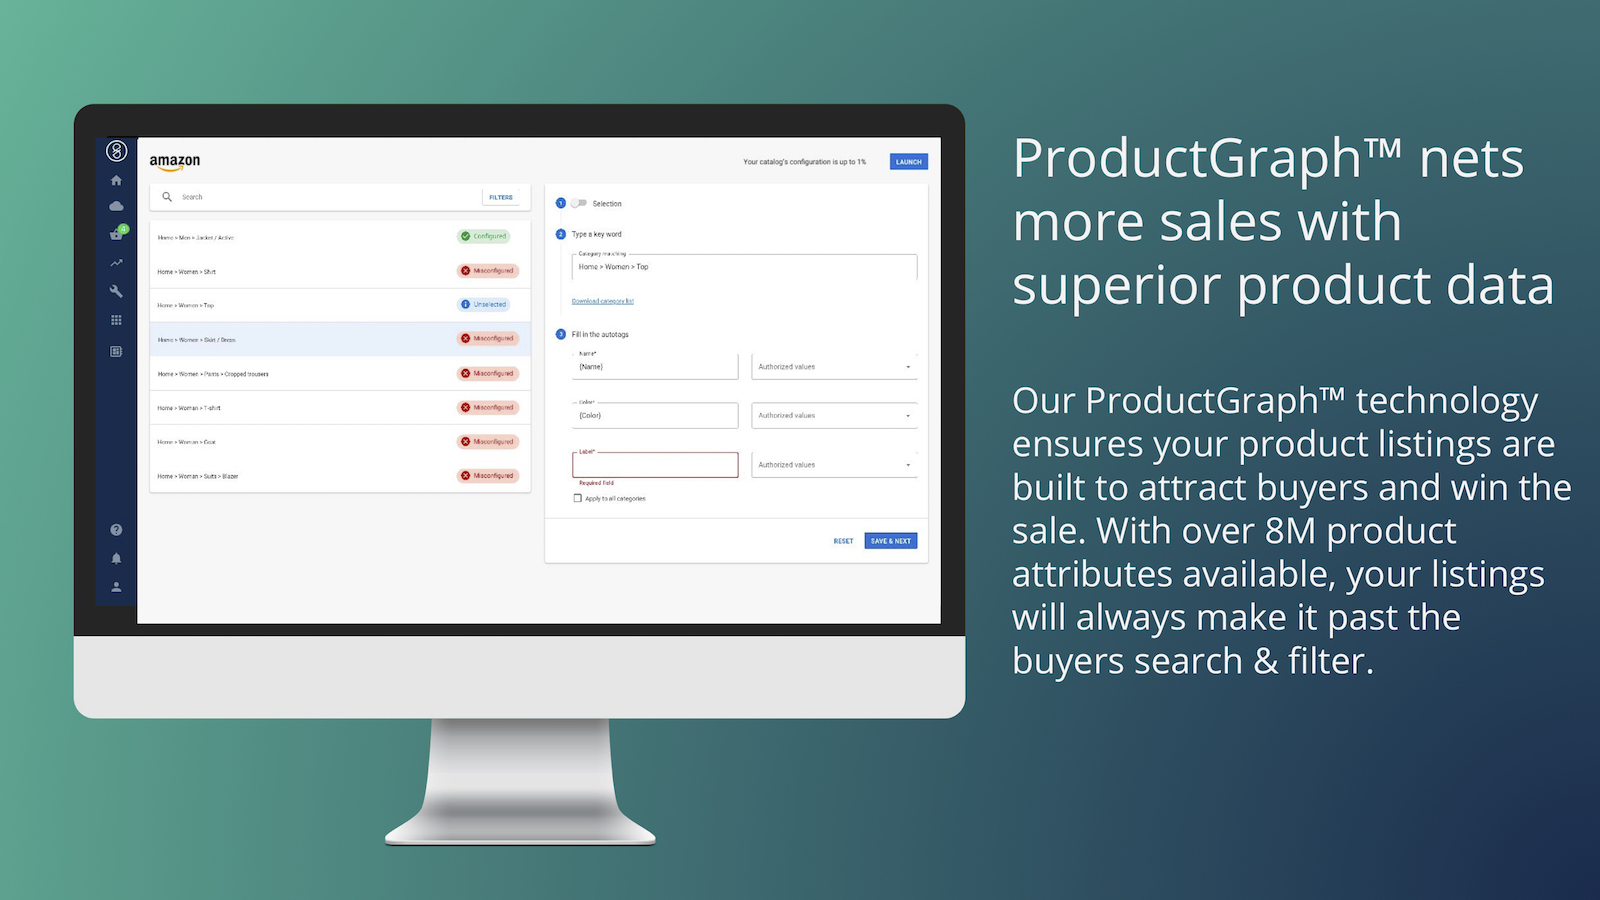 amazon
Your catalog's configuration is up to 1%
LAUNCH
Search
FILTERS
Home > Men > Jacket / Active
Configured
Home > Women > Shirt
Misconfigured
Home > Women > Top
Unselected
Home > Women > Skirt / Dress
Misconfigured
Home > Women > Pants > Cropped trousers
Misconfigured
Home > Woman > T-shirt
Misconfigured
Home > Woman > Coat
Misconfigured
Home > Woman > Suits > Blazer
Misconfigured
4
1
Selection
2
Type a key word
Category matching
Home > Women > Top
Download category list
3
Fill in the autotags
Name*
{Name}
Authorized values
Color*
{Color}
Authorized values
Label*
Authorized values
Required field
Apply to all categories
RESET
SAVE & NEXT
ProductGraph™ nets
more sales with
superior product data
Our ProductGraph™ technology
ensures your product listings are
built to attract buyers and win the
sale. With over 8M product
attributes available, your listings
will always make it past the
buyers search & filter.